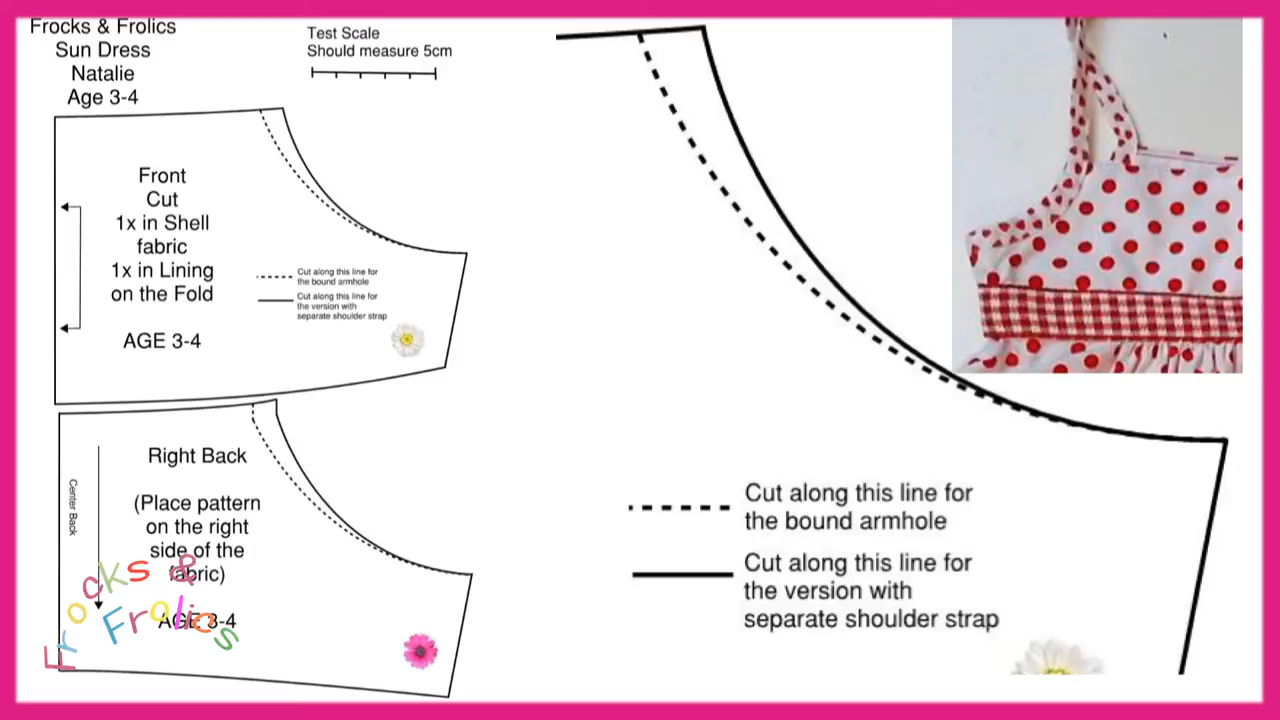 Frocks & Frolics
Sun Dress
Natalie
Age 3-4
Test Scale
Should measure 5cm
Front
Cut
1x in Shell
fabric
1x in Lining
on the Fold
AGE 3-4
Cut along this line for
the bound armhole
Cut along this line for
the version with
separate shoulder strap
Right Back
(Place pattern
on the right
side of the
fabric)
AGE 3-4
Center Back
Frocks &
Frolics
Cut along this line for
the bound armhole
Cut along this line for
the version with
separate shoulder strap